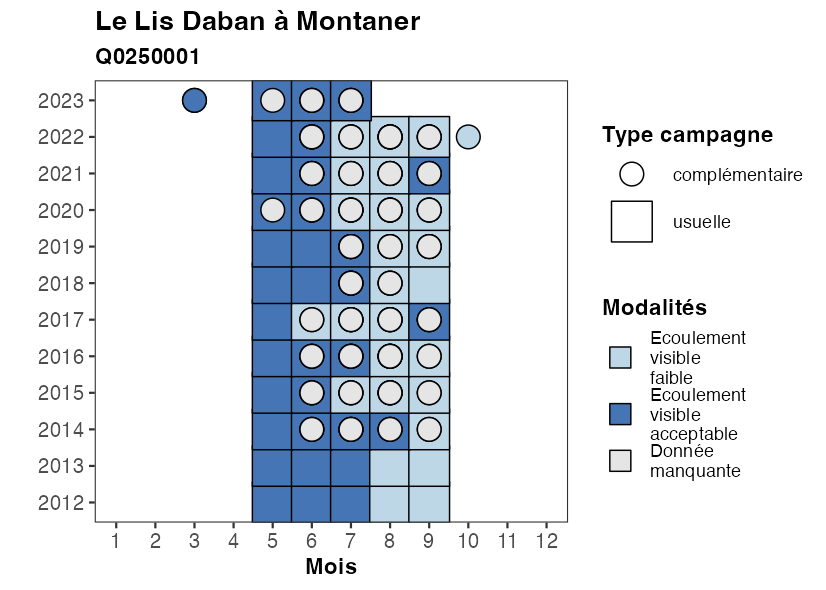 Le Lis Daban à Montaner
Q0250001
2023
2022
2021
2020
2019
2018
2017
2016
2015
2014
2013
2012
1 2 3 4 5 6 7 8 9 10 11 12
Mois
Type campagne
complémentaire
usuelle
Modalités
Ecoulement
visible
faible
Ecoulement
visible
acceptable
Donnée
manquante